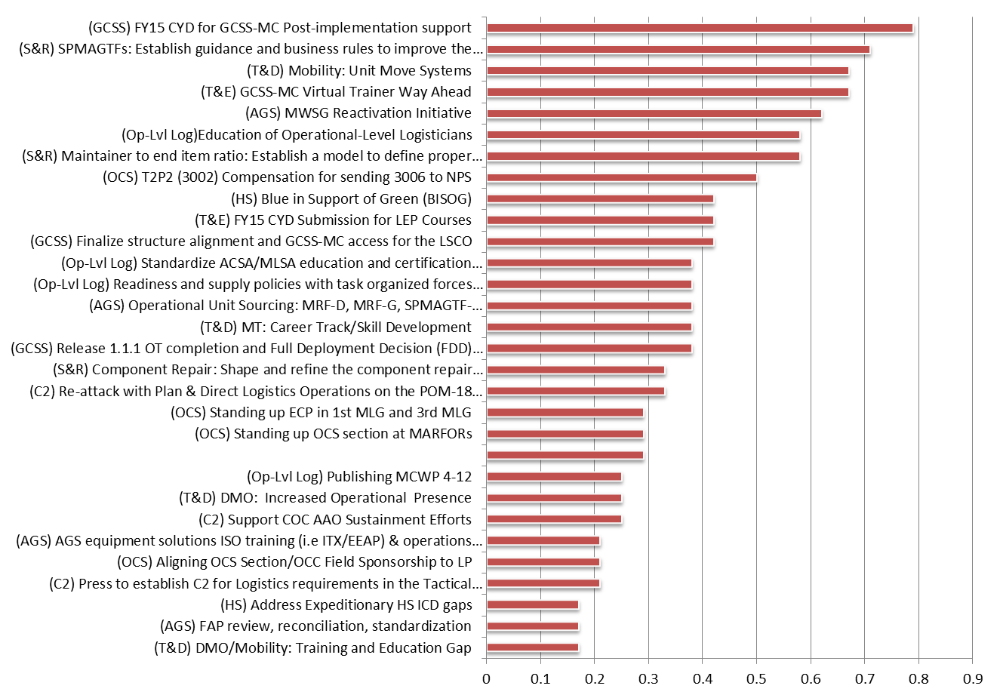 (GCSS) FY15 CYD for GCSS-MC Post-implementation support
(S&R) SPMAGTFs: Establish guidance and business rules to improve the...
(T&D) Mobility: Unit Move Systems
(T&E) GCSS-MC Virtual Trainer Way Ahead
(AGS) MWSG Reactivation Initiative
(Op-Lvl Log)Education of Operational-Level Logisticians
(S&R) Maintainer to end item ratio: Establish a model to define proper...
(OCS) T2P2 (3002) Compensation for sending 3006 to NPS
(HS) Blue in Support of Green (BISOG)
(T&E) FY15 CYD Submission for LEP Courses
(GCSS) Finalize structure alignment and GCSS-MC access for the LSCO
(Op-Lvl Log) Standardize ACSA/MLSA education and certification...
(Op-Lvl Log) Readiness and supply policies with task organized forces...
(AGS) Operational Unit Sourcing: MRF-D, MRF-G, SPMAGTF-...
(T&D) MT: Career Track/Skill Development
(GCSS) Release 1.1.1 OT completion and Full Deployment Decision (FDD)...
(S&R) Component Repair: Shape and refine the component repair...
(C2) Re-attack with Plan & Direct Logistics Operations on the POM-18...
(OCS) Standing up ECP in 1st MLG and 3rd MLG
(OCS) Standing up OCS section at MARFORs
(Op-Lvl Log) Publishing MCWP 4-12
(T&D) DMO:  Increased Operational  Presence
(C2) Support COC AAO Sustainment Efforts
(AGS) AGS equipment solutions ISO training (i.e ITX/EEAP) & operations...
(OCS) Aligning OCS Section/OCC Field Sponsorship to LP
(C2) Press to establish C2 for Logistics requirements in the Tactical...
(HS) Address Expeditionary HS ICD gaps
(AGS) FAP review, reconciliation, standardization
(T&D) DMO/Mobility: Training and Education Gap
0 0.1 0.2 0.3 0.4 0.5 0.6 0.7 0.8 0.9